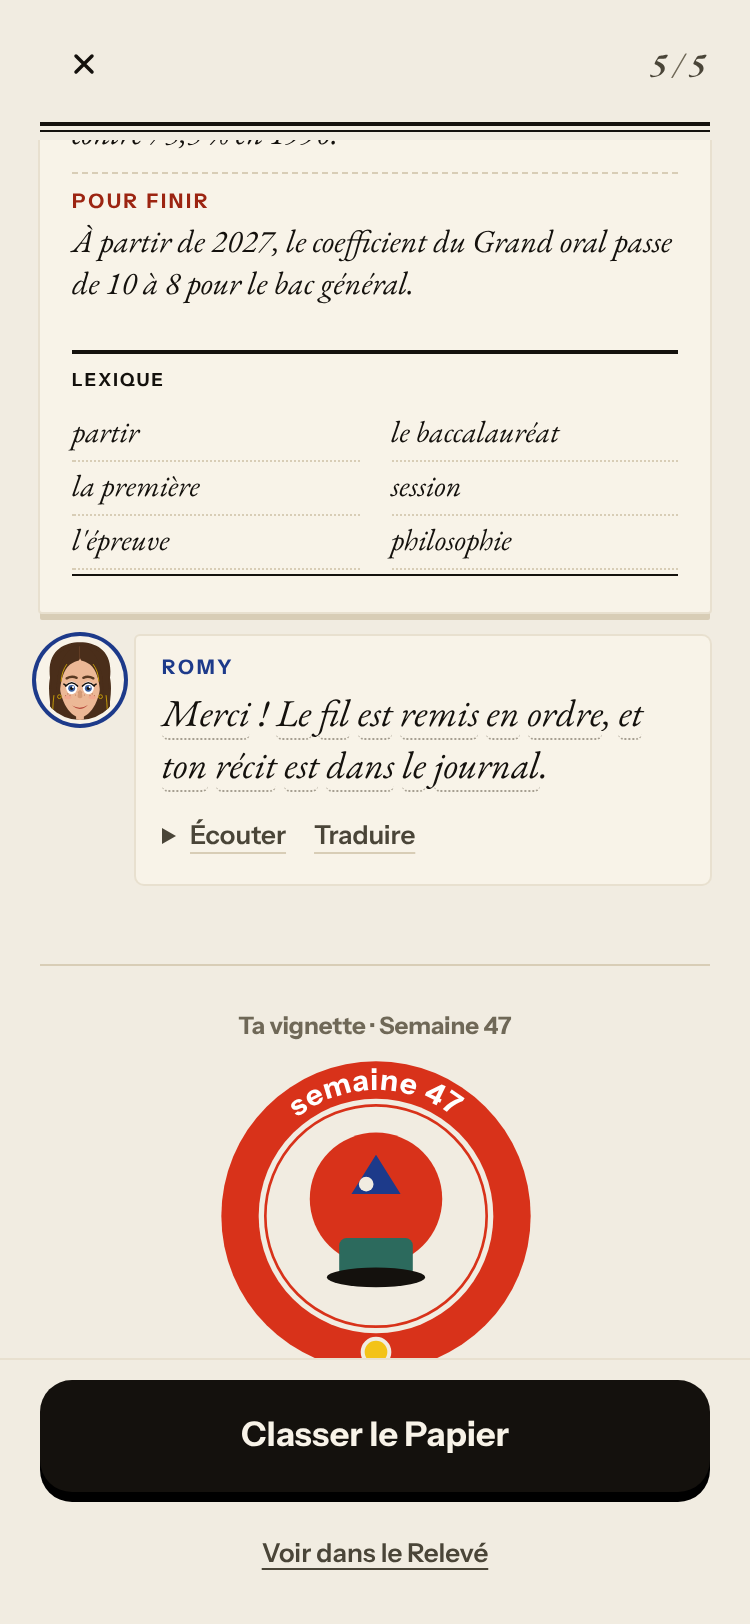 5/5
POUR FINIR
À partir de 2027, le coefficient du Grand oral passe
de 10 à 8 pour le bac général.
LEXIQUE
partir
le baccalauréat
la première
session
l'épreuve
philosophie
ROMY
Merci ! Le fil est remis en ordre, et
ton récit est dans le journal.
Écouter Traduire
Ta vignette · Semaine 47
semaine 47
Classer le Papier
Voir dans le Relevé